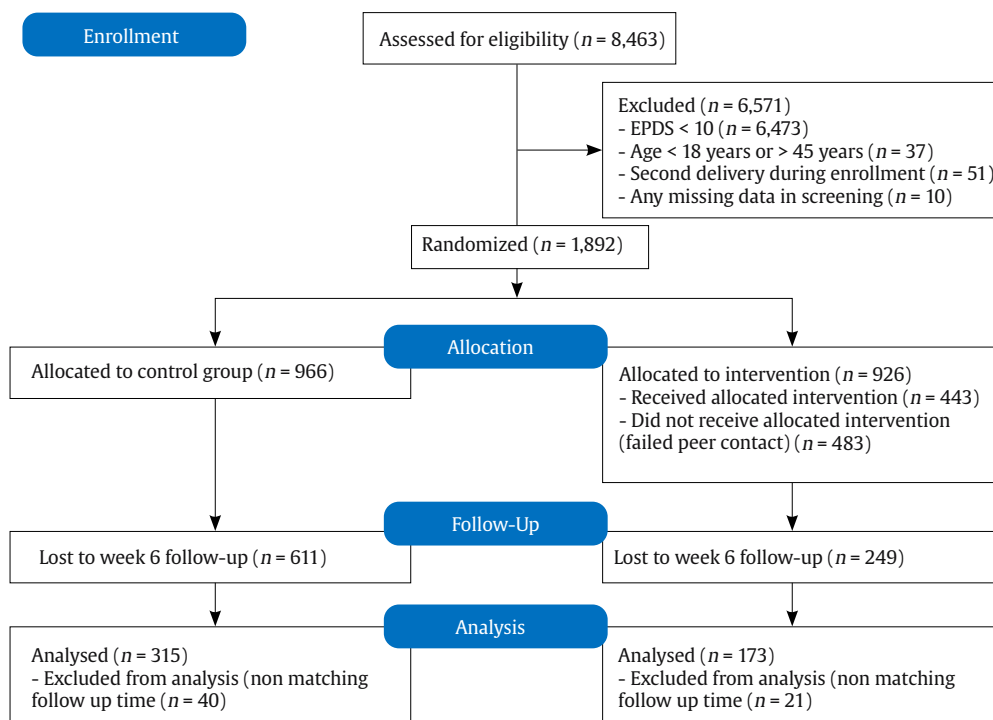 Enrollment
Assessed for eligibility (n = 8,463)
Excluded (n = 6,571)
- EPDS < 10 (n = 6,473)
- Age < 18 years or > 45 years (n = 37)
- Second delivery during enrollment (n = 51)
- Any missing data in screening (n = 10)
Randomized (n = 1,892)
Allocation
Allocated to control group (n = 966)
Allocated to intervention (n = 926)
- Received allocated intervention (n = 443)
- Did not receive allocated intervention
(failed peer contact) (n = 483)
Follow-Up
Lost to week 6 follow-up (n = 611)
Lost to week 6 follow-up (n = 249)
Analysis
Analysed (n = 315)
- Excluded from analysis (non matching
follow up time (n = 40)
Analysed (n = 173)
- Excluded from analysis (non matching
follow up time (n = 21)